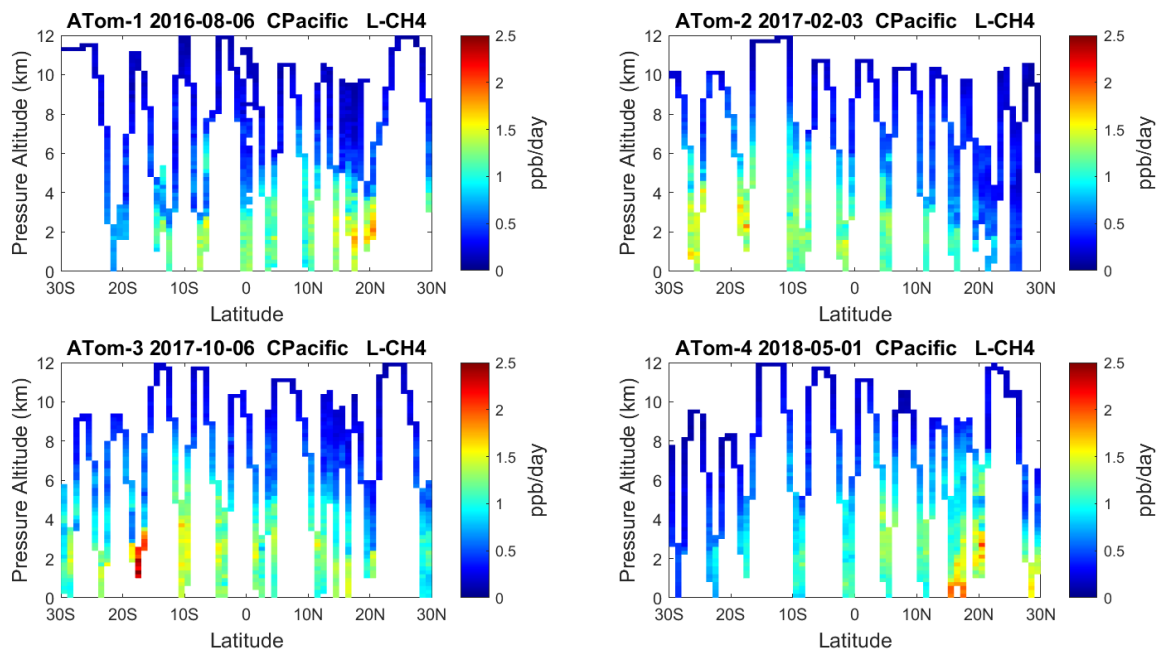 ATom-1 2016-08-06 CPacific L-CH4
Pressure Altitude (km)
12
10
8
6
4
2
0
30S 20S 10S 0 10N 20N 30N
Latitude
2.5
2
1.5
1
0.5
0
ppb/day
ATom-2 2017-02-03 CPacific L-CH4
Pressure Altitude (km)
12
10
8
6
4
2
0
30S 20S 10S 0 10N 20N 30N
Latitude
2.5
2
1.5
1
0.5
0
ppb/day
ATom-3 2017-10-06 CPacific L-CH4
Pressure Altitude (km)
12
10
8
6
4
2
0
30S 20S 10S 0 10N 20N 30N
Latitude
2.5
2
1.5
1
0.5
0
ppb/day
ATom-4 2018-05-01 CPacific L-CH4
Pressure Altitude (km)
12
10
8
6
4
2
0
30S 20S 10S 0 10N 20N 30N
Latitude
2.5
2
1.5
1
0.5
0
ppb/day